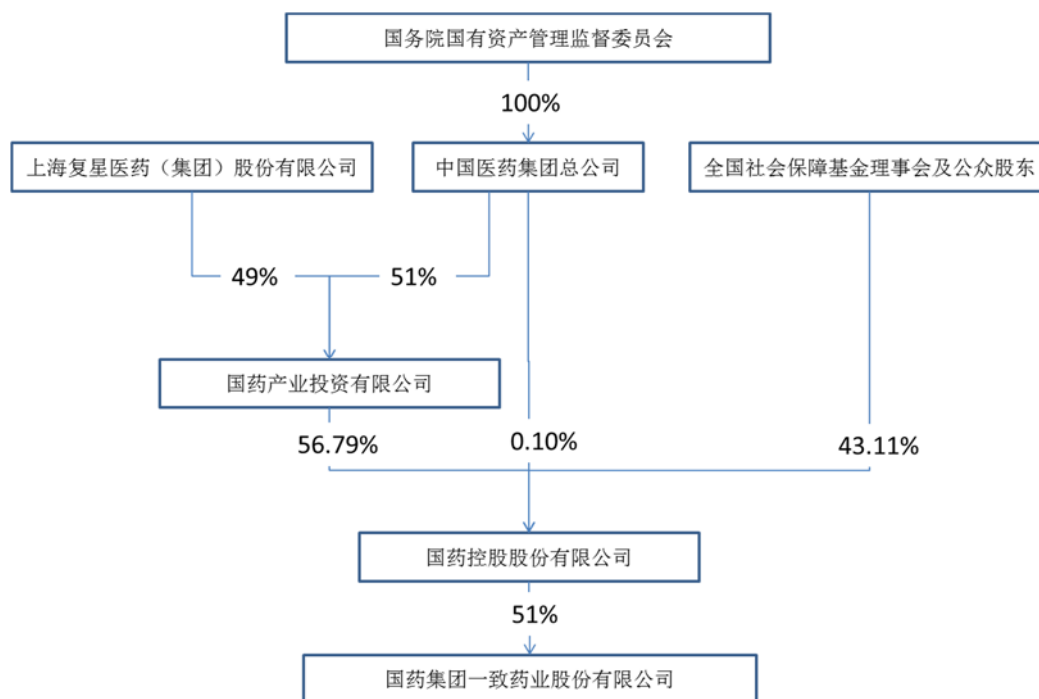 国务院国有资产管理监督委员会
100%
上海复星医药（集团）股份有限公司
中国医药集团总公司
全国社会保障基金理事会及公众股东
49%
51%
国药产业投资有限公司
56.79%
0.10%
43.11%
国药控股股份有限公司
51%
国药集团一致药业股份有限公司